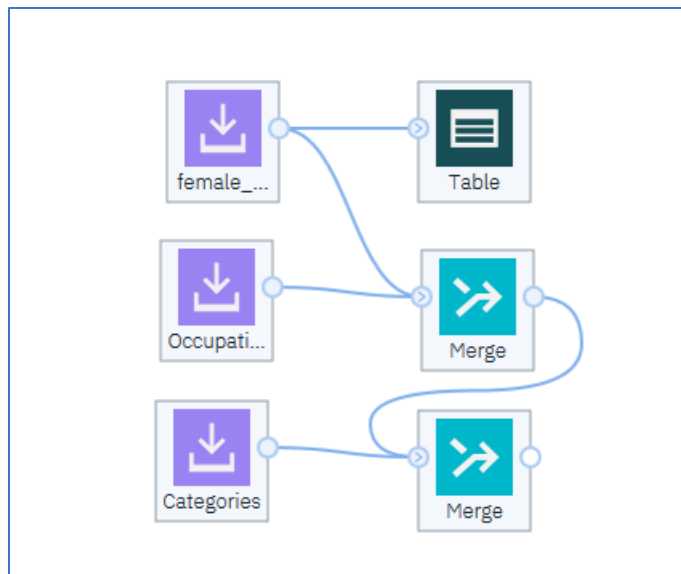 female_...
Table
Occupati...
Merge
Categories
Merge